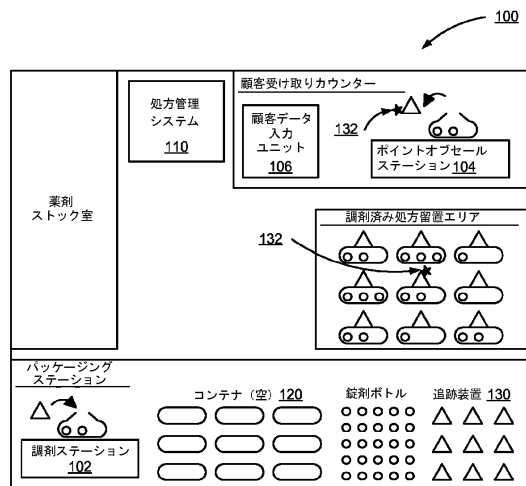 100
顧客受け取りカウンター
処方管理
システム
110
顧客データ
入力
ユニット
106
132
ポイントオブセール
ステーション 104
薬剤
ストック室
調剤済み処方留置エリア
132
パッケージング
ステーション
調剤ステーション
102
コンテナ（空） 120
錠剤ボトル
追跡装置 130